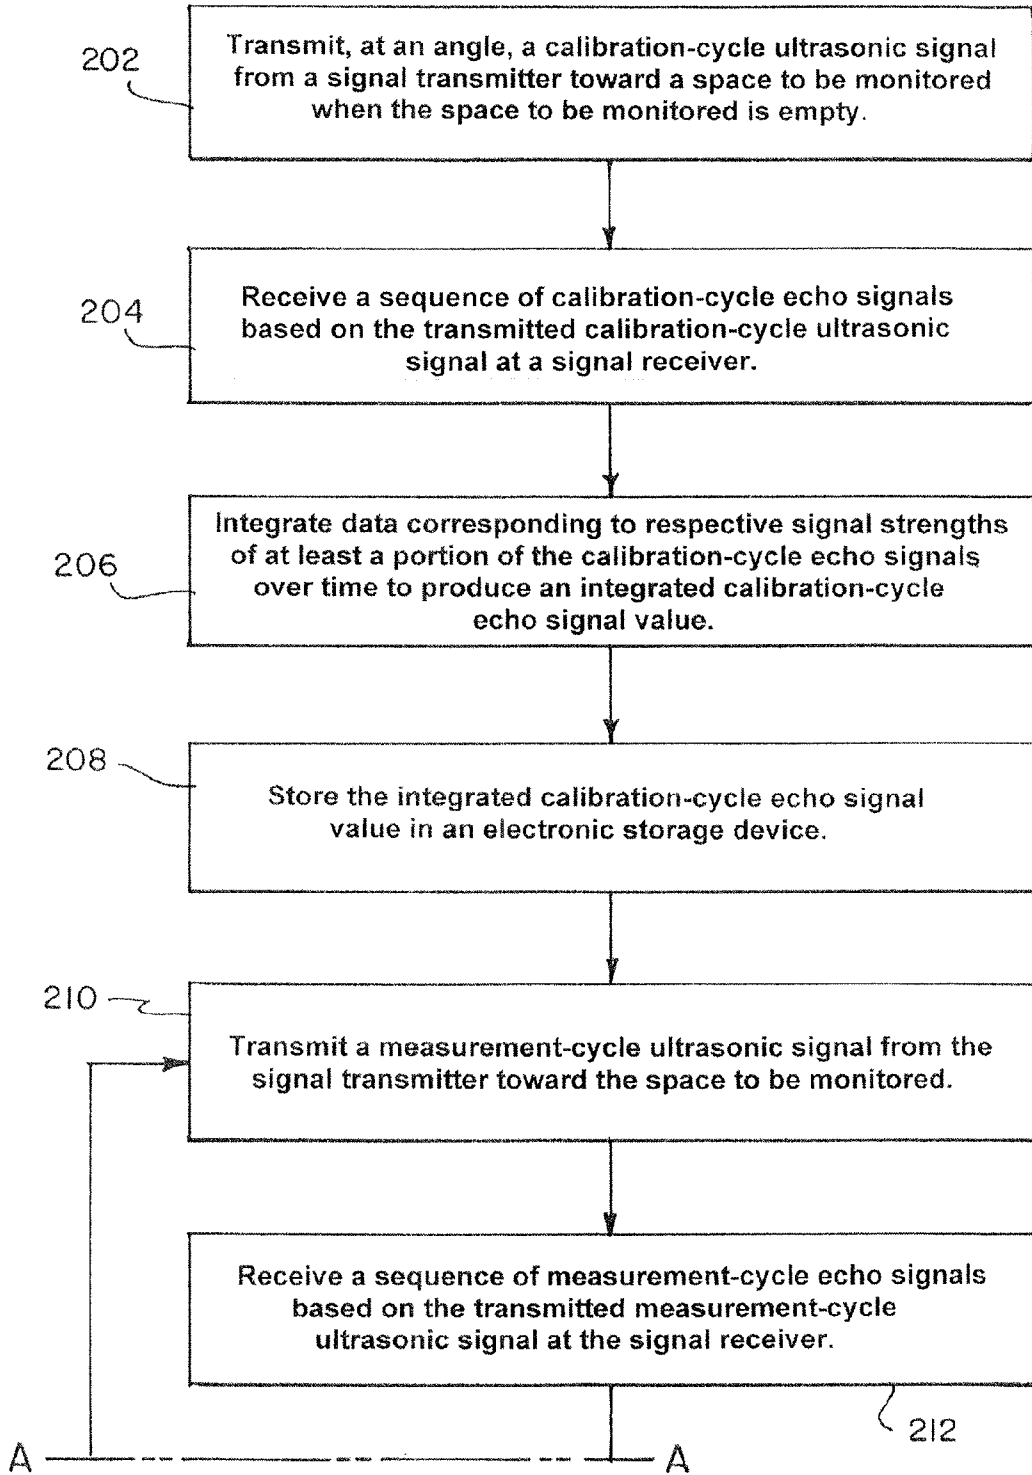 202
Transmit, at an angle, a calibration-cycle ultrasonic signal
from a signal transmitter toward a space to be monitored
when the space to be monitored is empty.
204
Receive a sequence of calibration-cycle echo signals
based on the transmitted calibration-cycle ultrasonic
signal at a signal receiver.
206
Integrate data corresponding to respective signal strengths
of at least a portion of the calibration-cycle echo signals
over time to produce an integrated calibration-cycle
echo signal value.
208
Store the integrated calibration-cycle echo signal
value in an electronic storage device.
210
Transmit a measurement-cycle ultrasonic signal from the
signal transmitter toward the space to be monitored.
Receive a sequence of measurement-cycle echo signals
based on the transmitted measurement-cycle
ultrasonic signal at the signal receiver.
212
A A